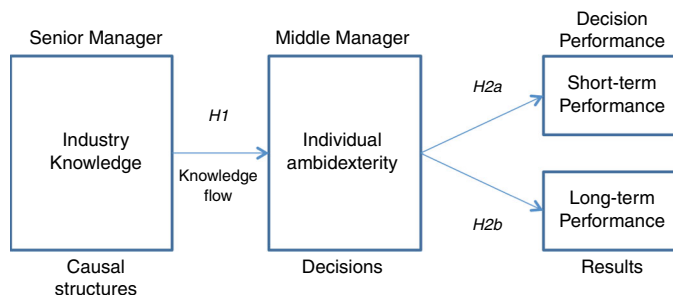 Senior Manager
Industry
Knowledge
Causal
structures
H1
Knowledge
flow
Middle Manager
Individual
ambidexterity
Decisions
H2a
H2b
Decision
Performance
Short-term
Performance
Long-term
Performance
Results